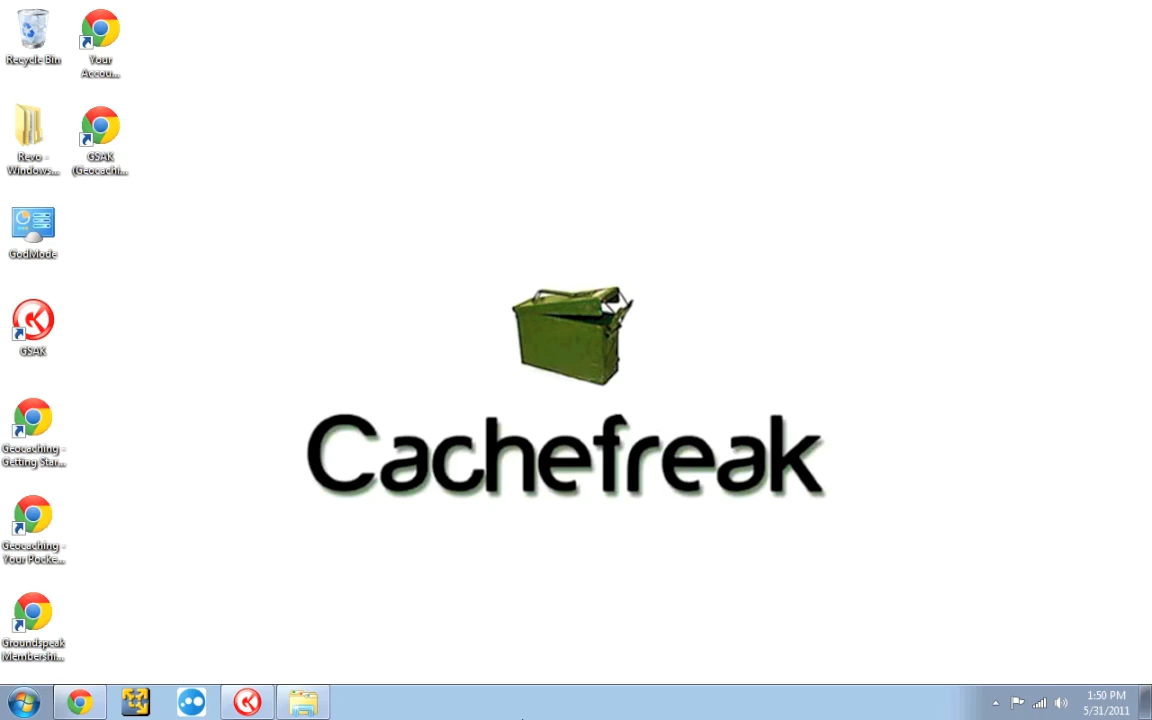 Recycle Bin
Your
Accou...
Revo -
Windows...
GSAK
(Geocachi...
GodMode
GSAK
Geocaching -
Getting Star...
Geocaching -
Your Pocke...
Groundspeak
Membershi...
Cachefreak
1:50 PM
5/31/2011